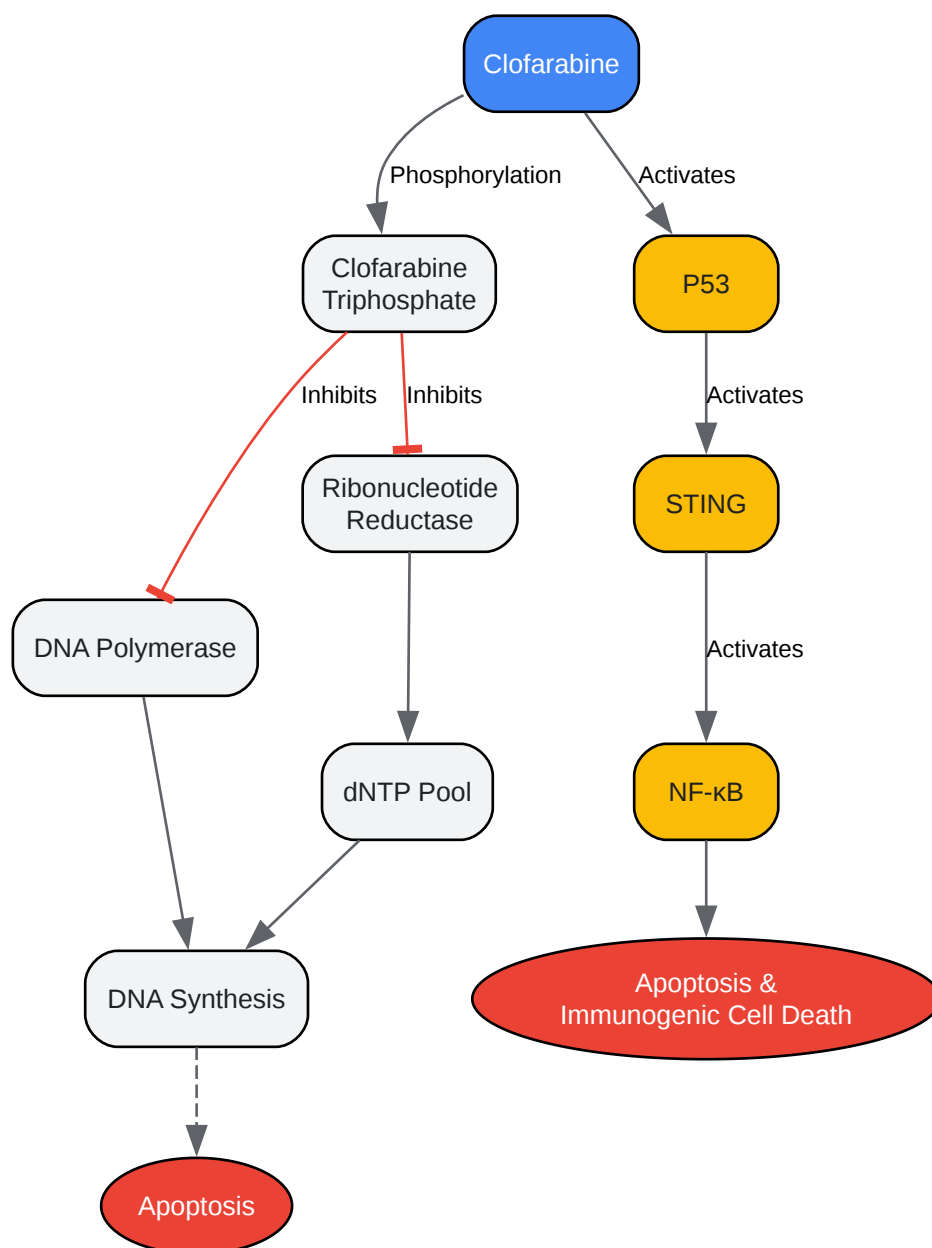 Clofarabine
Phosphorylation
Activates
Clofarabine
Triphosphate
P53
Inhibits
Inhibits
Activates
Ribonucleotide
Reductase
STING
DNA Polymerase
Activates
dNTP Pool
NF-κB
DNA Synthesis
Apoptosis &
Immunogenic Cell Death
Apoptosis